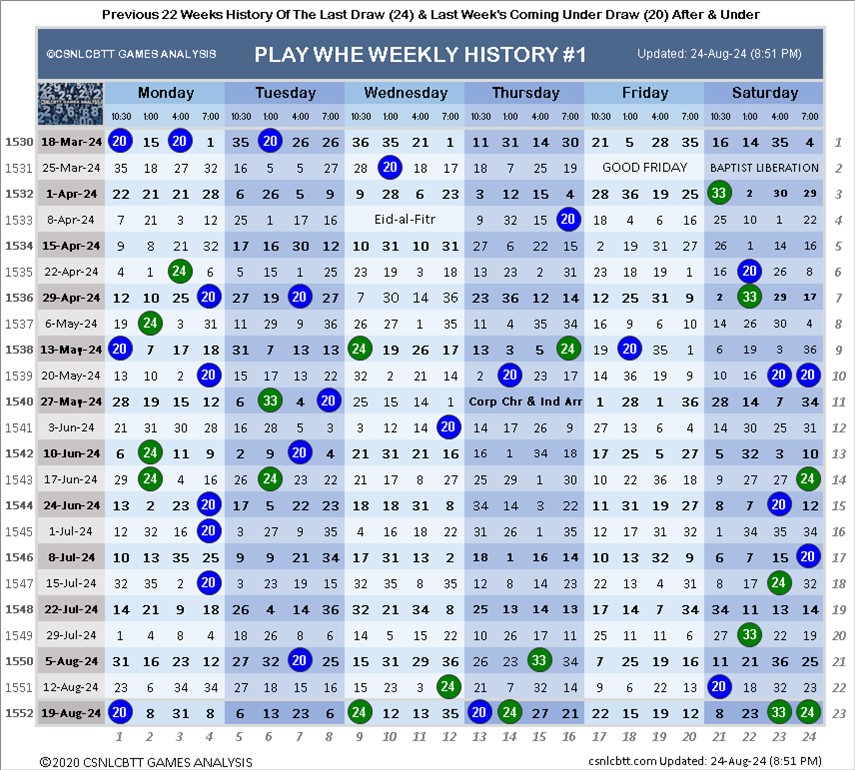 Previous 22 Weeks History Of The Last Draw (24) & Last Week's Coming Under Draw (20) After & Under
©CSNLCBTT GAMES ANALYSIS PLAY WHE WEEKLY HISTORY #1 Updated: 24-Aug-24 (8:51 PM)
CSNLCBTT GAMES ANALYSIS Monday Tuesday Wednesday Thursday Friday Saturday
10:30 1:00 4:00 7:00 10:30 1:00 4:00 7:00 10:30 1:00 4:00 7:00 10:30 1:00 4:00 7:00 10:30 1:00 4:00 7:00 10:30 1:00 4:00 7:00
1530 18-Mar-24 20 15 20 1 35 20 26 26 36 35 21 1 11 31 14 30 21 5 28 35 16 14 35 4 1
1531 25-Mar-24 35 18 27 32 16 5 5 27 28 20 18 17 18 7 25 19 GOOD FRIDAY BAPTIST LIBERATION 2
1532 1-Apr-24 22 21 21 28 6 26 5 9 9 28 6 23 3 12 15 4 28 36 19 25 33 2 30 29 3
1533 8-Apr-24 7 21 3 12 25 1 17 16 Eid-al-Fitr 9 32 15 20 18 4 6 16 25 10 1 22 4
1534 15-Apr-24 9 8 21 32 17 16 30 12 10 31 10 31 27 6 22 15 2 19 31 27 26 1 14 16 5
1535 22-Apr-24 4 1 24 6 5 15 1 25 23 19 3 18 13 23 2 31 23 18 19 1 16 20 26 8 6
1536 29-Apr-24 12 10 25 20 27 19 20 27 7 30 14 36 23 36 12 14 12 25 31 9 2 33 29 17 7
1537 6-May-24 19 24 3 31 11 29 9 36 26 27 1 35 11 4 35 34 16 9 6 10 14 26 30 4 8
1538 13-May-24 20 7 17 18 31 7 13 13 24 19 26 17 13 3 5 24 19 20 35 1 6 19 3 36 9
1539 20-May-24 13 10 2 20 15 17 13 22 32 2 21 14 2 20 23 17 14 36 19 9 10 16 20 20 10
1540 27-May-24 28 19 15 12 6 33 4 20 25 15 14 1 Corp Chr & Ind Arr 1 28 1 36 28 14 7 34 11
1541 3-Jun-24 21 31 30 28 16 28 5 3 3 12 12 20 14 17 26 9 27 13 6 4 14 30 25 31 12
1542 10-Jun-24 6 24 11 9 2 9 20 4 21 31 21 16 16 1 34 18 17 25 5 27 5 32 3 10 13
1543 17-Jun-24 29 24 4 16 26 24 23 22 21 17 8 27 25 29 1 30 10 22 36 18 9 27 27 24 14
1544 24-Jun-24 13 2 23 20 17 5 22 23 18 18 31 8 34 14 3 22 11 31 19 27 8 7 20 12 15
1545 1-Jul-24 16 32 16 20 3 27 9 35 4 16 18 22 31 26 1 35 22 16 31 32 1 34 35 34 16
1546 8-Jul-24 10 13 35 25 9 9 21 34 17 31 13 2 18 1 16 14 10 13 32 9 6 7 15 20 17
1547 15-Jul-24 32 35 2 20 3 23 19 15 32 35 8 35 12 8 14 23 22 13 4 31 8 17 24 32 18
1548 22-Jul-24 14 21 9 18 26 4 14 36 32 21 34 8 25 13 14 13 17 14 7 34 34 11 13 14 19
1549 29-Jul-24 1 4 8 4 18 26 8 6 14 5 15 22 10 26 17 11 25 11 11 6 22 33 22 19 20
1550 5-Aug-24 31 16 23 12 27 32 20 25 15 31 29 36 26 23 33 34 7 25 19 16 11 21 36 25 21
1551 12-Aug-24 23 6 34 34 27 18 15 16 15 23 3 24 21 7 32 14 9 6 22 13 20 18 32 23 22
1552 19-Aug-24 20 8 31 8 6 13 23 6 24 12 13 35 20 24 27 21 22 15 19 12 8 23 33 24 23
1 2 3 4 5 6 7 8 9 10 11 12 13 14 15 16 17 18 19 20 21 22 23 24
©2020 CSNLCBTT GAMES ANALYSIS csnlcbtt.com Updated: 24-Aug-24 (8:51 PM)